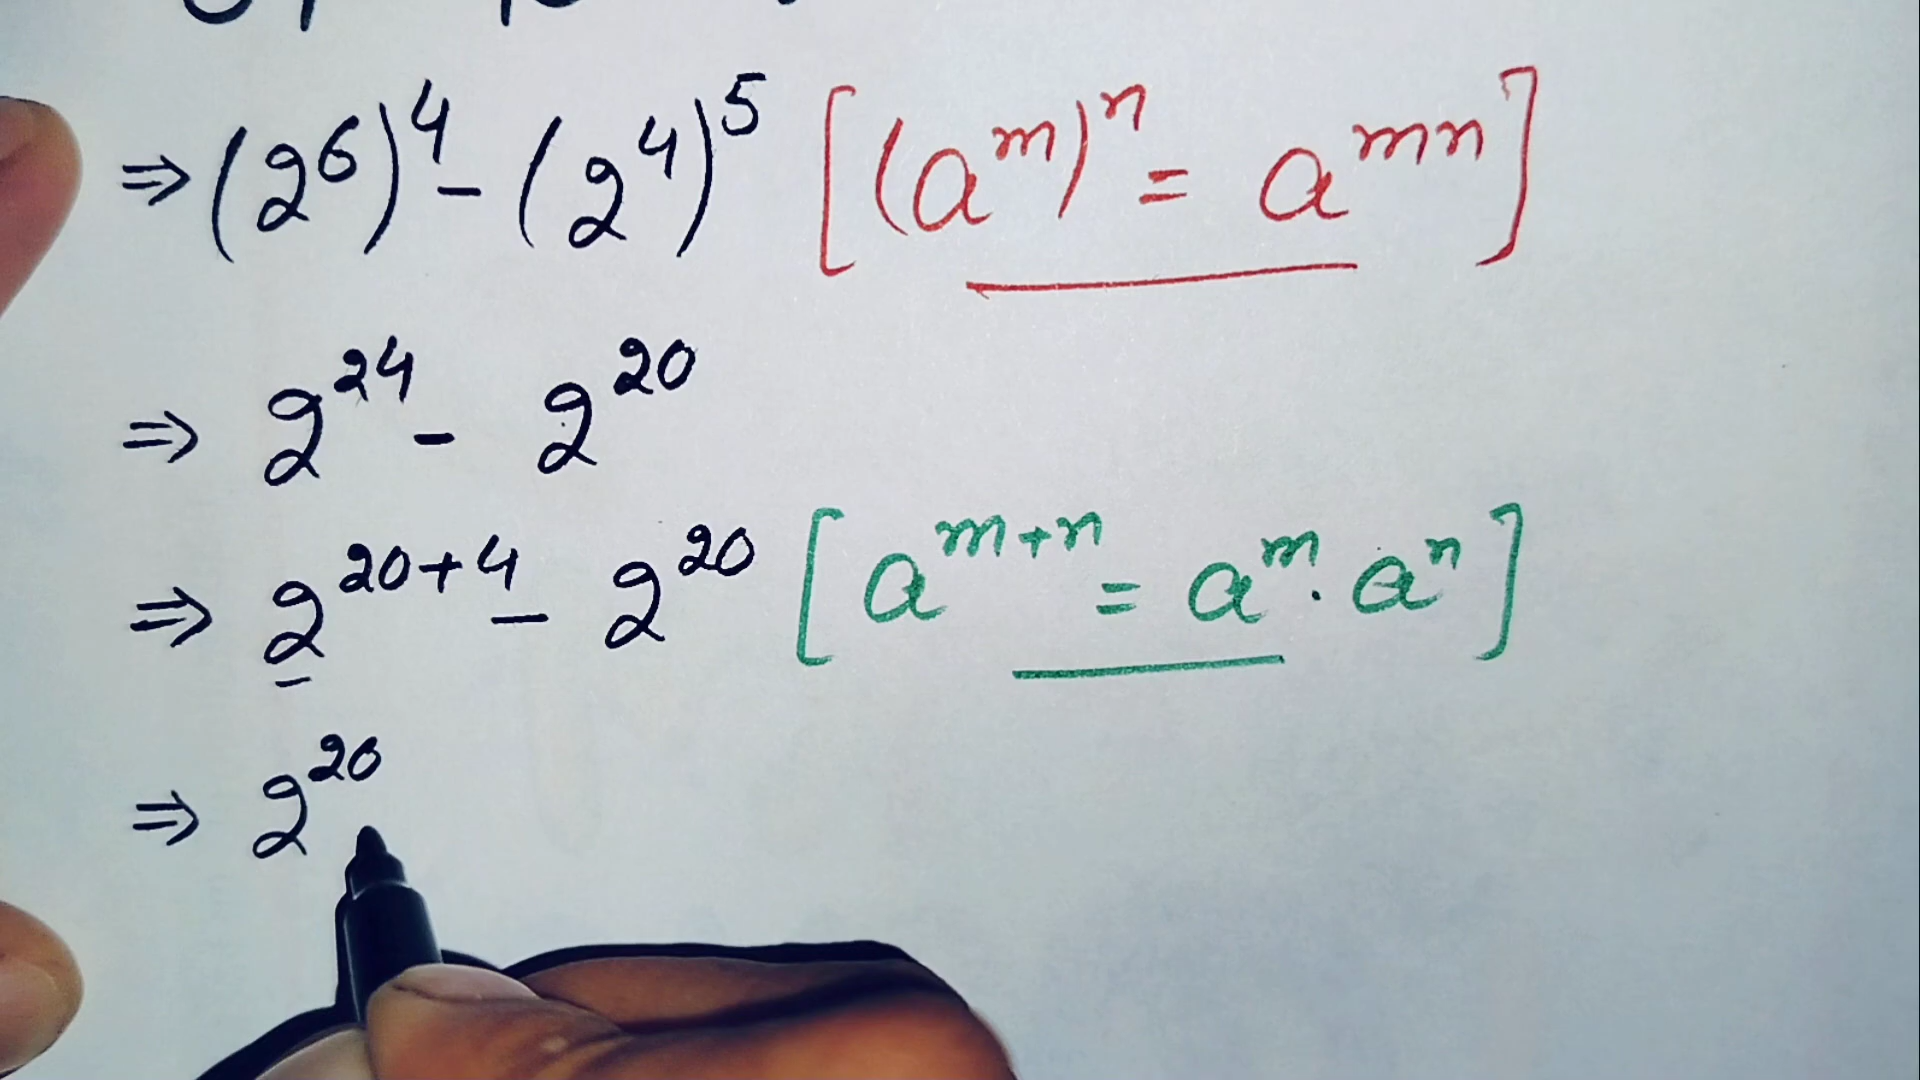 ⇒ (2⁶)⁴ - (2⁴)⁵ [(aᵐ)ⁿ = aᵐⁿ]
⇒ 2²⁴ - 2²⁰
⇒ 2²⁰⁺⁴ - 2²⁰ [aᵐ⁺ⁿ = aᵐ · aⁿ]
⇒ 2²⁰